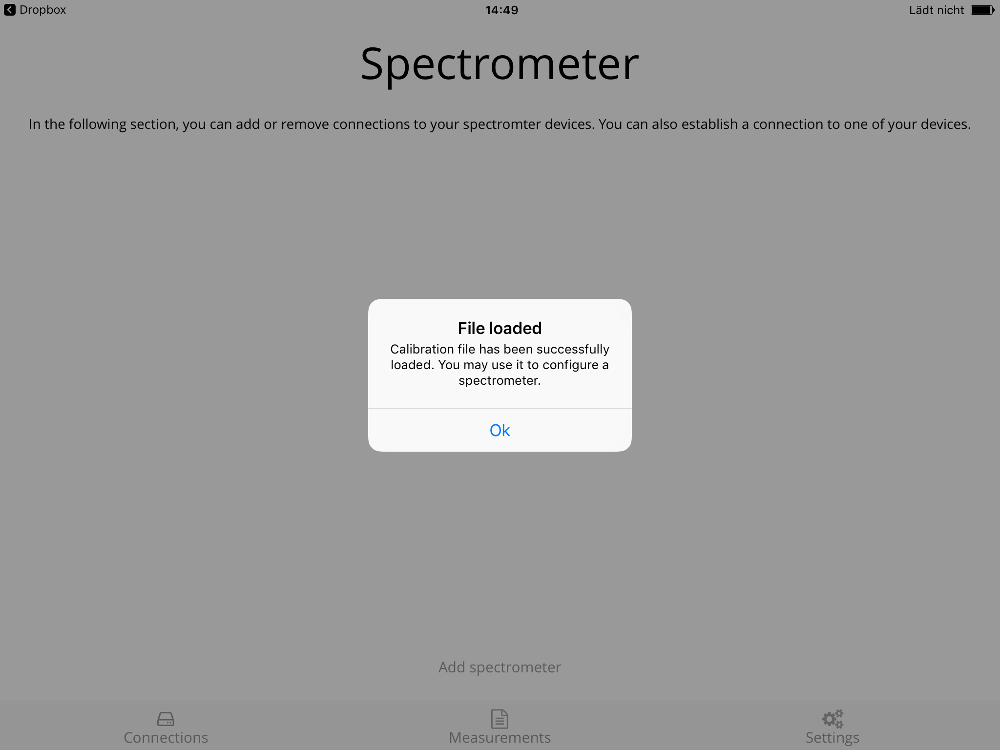 Dropbox
14:49
Lädt nicht
Spectrometer
In the following section, you can add or remove connections to your spectromter devices. You can also establish a connection to one of your devices.
File loaded
Calibration file has been successfully
loaded. You may use it to configure a
spectrometer.
Ok
Add spectrometer
Connections
Measurements
Settings